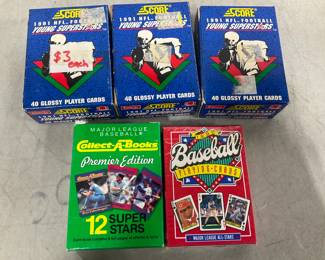 SCORE
1991 NFL FOOTBALL
YOUNG SUPERSTARS
$3
each
40 GLOSSY PLAYER CARDS
SCORE
1991 NFL FOOTBALL
YOUNG SUPERSTARS
40 GLOSSY PLAYER CARDS
SCORE
1991 NFL FOOTBALL
YOUNG SUPERSTARS
40 GLOSSY PLAYER CARDS
MAJOR LEAGUE
BASEBALL
Collect-A-Books
Premier Edition
12 SUPER
STARS
Baseball
PLAYING CARDS
MAJOR LEAGUE ALL-STARS